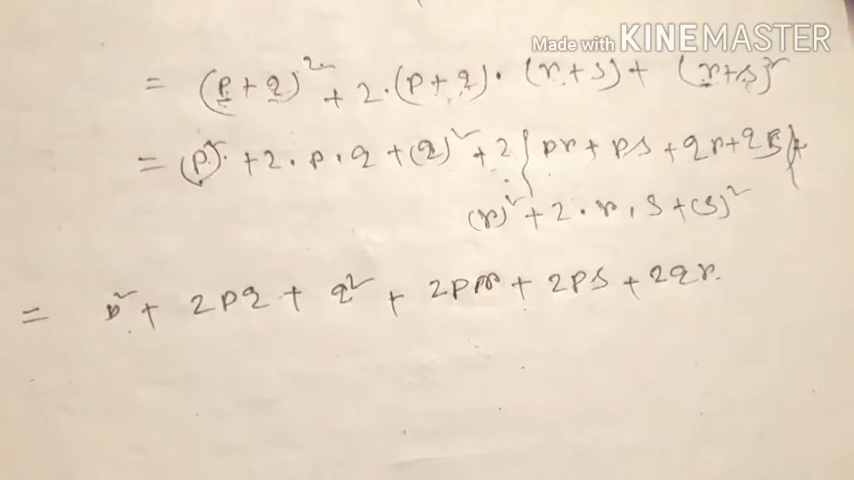 Made with KINEMASTER
= (p+q)² + 2·(p+q)·(r+s) + (r+s)²
= (p)² + 2·p·q + (q)² + 2{pr + ps + qr + qs} +
(r)² + 2·r·s + (s)²
= p² + 2pq + q² + 2pr + 2ps + 2qr